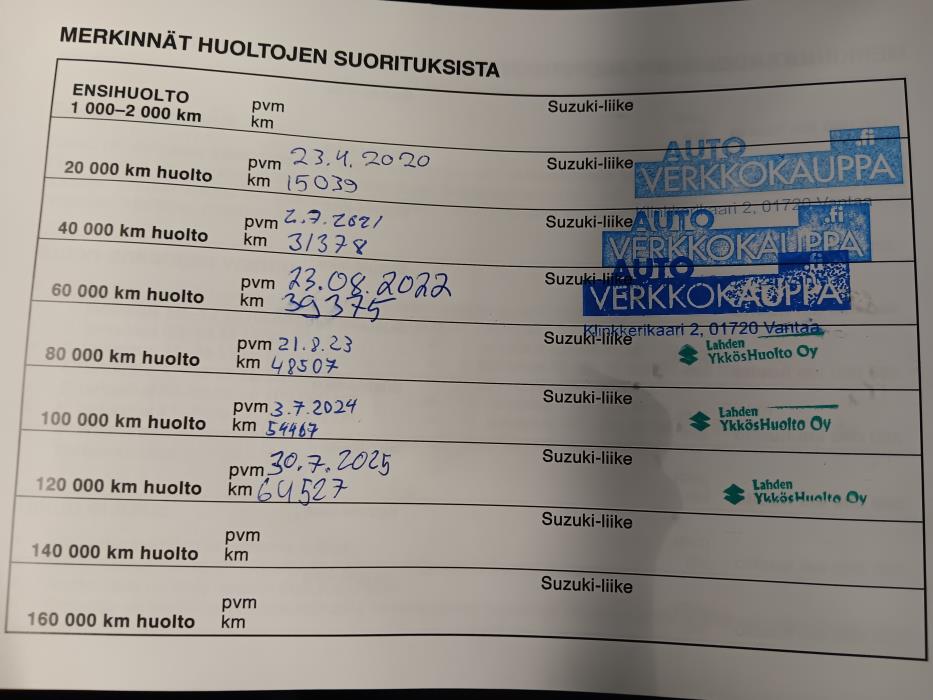 MERKINNÄT HUOLTOJEN SUORITUKSISTA
ENSIHUOLTO
1 000–2 000 km
pvm
km
Suzuki-liike
20 000 km huolto
pvm 23.4.2020
km 15039
Suzuki-liike
AUTO .fi
VERKKOKAUPPA
Klinkkerikaari 2, 01720 Vantaa
40 000 km huolto
pvm 2.7.2021
km 31378
Suzuki-liike
AUTO .fi
VERKKOKAUPPA
60 000 km huolto
pvm 23.08.2022
km 39375
Suzuki-liike
AUTO .fi
VERKKOKAUPPA
Klinkkerikaari 2, 01720 Vantaa
80 000 km huolto
pvm 21.8.23
km 48507
Suzuki-liike
Lahden
YkkösHuolto Oy
100 000 km huolto
pvm 3.7.2024
km 54467
Suzuki-liike
Lahden
YkkösHuolto Oy
120 000 km huolto
pvm 30.7.2025
km 64527
Suzuki-liike
Lahden
YkkösHuolto Oy
140 000 km huolto
pvm
km
Suzuki-liike
160 000 km huolto
pvm
km
Suzuki-liike